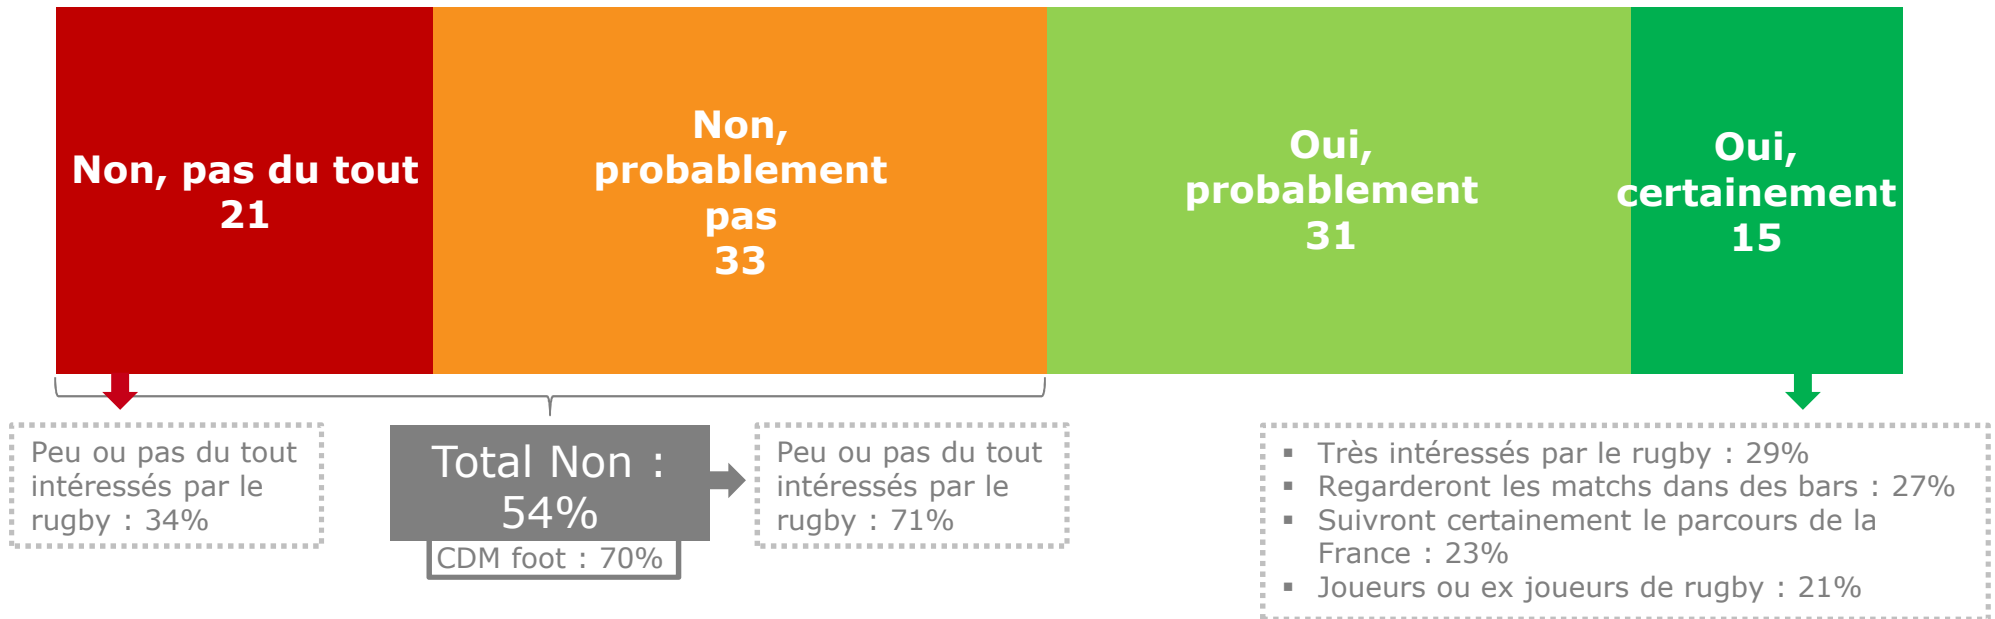 Non, pas du tout
21
Non,
probablement
pas
33
Oui,
probablement
31
Oui,
certainement
15
Peu ou pas du tout
intéressés par le
rugby : 34%
Total Non :
54%
CDM foot : 70%
Peu ou pas du tout
intéressés par le
rugby : 71%
▪ Très intéressés par le rugby : 29%
▪ Regarderont les matchs dans des bars : 27%
▪ Suivront certainement le parcours de la
France : 23%
▪ Joueurs ou ex joueurs de rugby : 21%